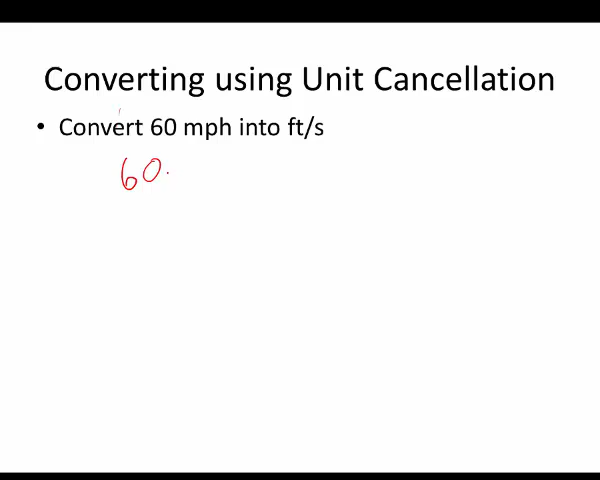 Converting using Unit Cancellation
• Convert 60 mph into ft/s
60